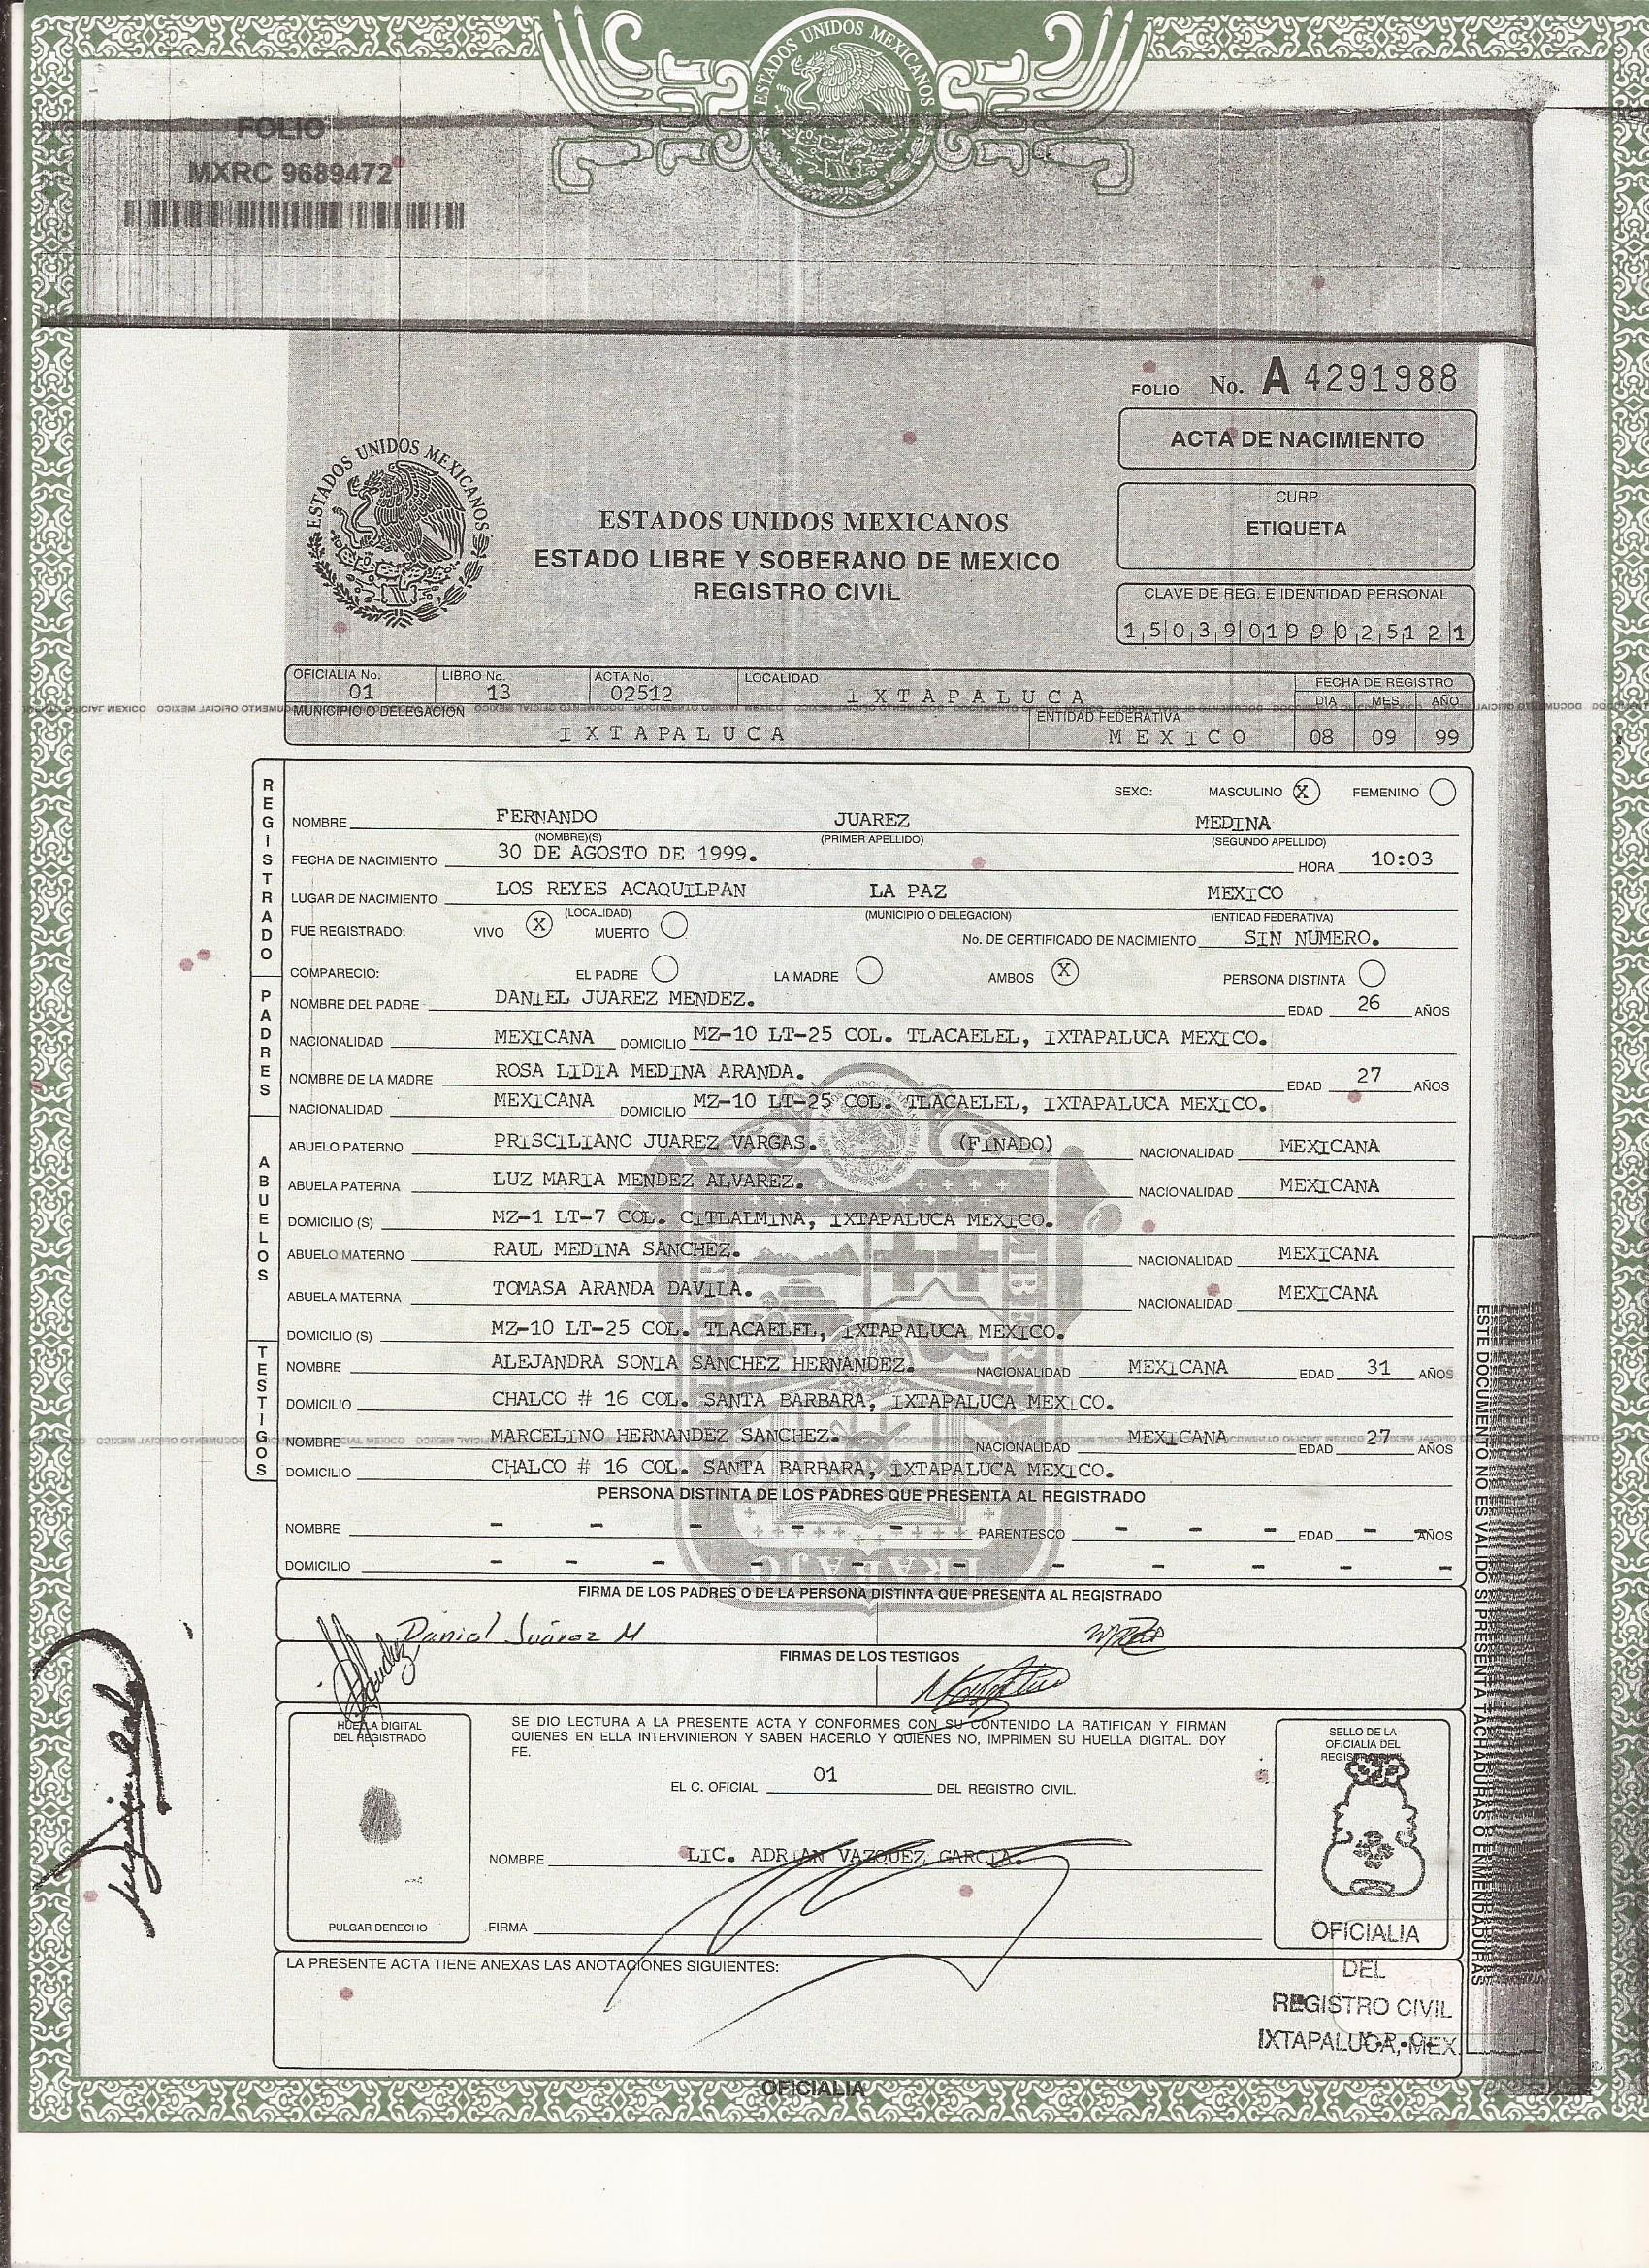 ESTADOS UNIDOS MEXICANOS
FOLIO
MXRC 9689472
FOLIO No. A 4291988
ACTA DE NACIMIENTO
CURP
ETIQUETA
ESTADOS UNIDOS MEXICANOS
ESTADOS UNIDOS MEXICANOS
ESTADO LIBRE Y SOBERANO DE MEXICO
REGISTRO CIVIL
CLAVE DE REG. E IDENTIDAD PERSONAL
150390199025121
OFICIALIA No. 01 LIBRO No. 13 ACTA No. 02512 LOCALIDAD IXTAPALUCA FECHA DE REGISTRO
DIA MES AÑO
MUNICIPIO O DELEGACION IXTAPALUCA ENTIDAD FEDERATIVA MEXICO 08 09 99
REGISTRADO
SEXO: MASCULINO X FEMENINO
NOMBRE FERNANDO JUAREZ MEDINA
(NOMBRE)(S) (PRIMER APELLIDO) (SEGUNDO APELLIDO)
FECHA DE NACIMIENTO 30 DE AGOSTO DE 1999. HORA 10:03
LUGAR DE NACIMIENTO LOS REYES ACAQUILPAN LA PAZ MEXICO
(LOCALIDAD) (MUNICIPIO O DELEGACION) (ENTIDAD FEDERATIVA)
FUE REGISTRADO: VIVO X MUERTO No. DE CERTIFICADO DE NACIMIENTO SIN NUMERO.
COMPARECIO: EL PADRE LA MADRE AMBOS X PERSONA DISTINTA
PADRES
NOMBRE DEL PADRE DANIEL JUAREZ MENDEZ. EDAD 26 AÑOS
NACIONALIDAD MEXICANA DOMICILIO MZ-10 LT-25 COL. TLACAELEL, IXTAPALUCA MEXICO.
NOMBRE DE LA MADRE ROSA LIDIA MEDINA ARANDA. EDAD 27 AÑOS
NACIONALIDAD MEXICANA DOMICILIO MZ-10 LT-25 COL. TLACAELEL, IXTAPALUCA MEXICO.
ABUELOS
ABUELO PATERNO PRISCILIANO JUAREZ VARGAS. (FINADO) NACIONALIDAD MEXICANA
ABUELA PATERNA LUZ MARIA MENDEZ ALVAREZ. NACIONALIDAD MEXICANA
DOMICILIO (S) MZ-1 LT-7 COL. CITLALMINA, IXTAPALUCA MEXICO.
ABUELO MATERNO RAUL MEDINA SANCHEZ. NACIONALIDAD MEXICANA
ABUELA MATERNA TOMASA ARANDA DAVILA. NACIONALIDAD MEXICANA
DOMICILIO (S) MZ-10 LT-25 COL. TLACAELEL, IXTAPALUCA MEXICO.
TESTIGOS
NOMBRE ALEJANDRA SONIA SANCHEZ HERNANDEZ. NACIONALIDAD MEXICANA EDAD 31 AÑOS
DOMICILIO CHALCO # 16 COL. SANTA BARBARA, IXTAPALUCA MEXICO.
NOMBRE MARCELINO HERNANDEZ SANCHEZ. NACIONALIDAD MEXICANA EDAD 27 AÑOS
DOMICILIO CHALCO # 16 COL. SANTA BARBARA, IXTAPALUCA MEXICO.
PERSONA DISTINTA DE LOS PADRES QUE PRESENTA AL REGISTRADO
NOMBRE - - - - - PARENTESCO - - - EDAD - AÑOS
DOMICILIO - - - - - - - - - - - - -
FIRMA DE LOS PADRES O DE LA PERSONA DISTINTA QUE PRESENTA AL REGISTRADO
Daniel Juárez M
FIRMAS DE LOS TESTIGOS
HUELLA DIGITAL
DEL REGISTRADO
PULGAR DERECHO
SE DIO LECTURA A LA PRESENTE ACTA Y CONFORMES CON SU CONTENIDO LA RATIFICAN Y FIRMAN
QUIENES EN ELLA INTERVINIERON Y SABEN HACERLO Y QUIENES NO, IMPRIMEN SU HUELLA DIGITAL. DOY
FE.
EL C. OFICIAL 01 DEL REGISTRO CIVIL.
NOMBRE LIC. ADRIAN VAZQUEZ GARCIA.
FIRMA
SELLO DE LA
OFICIALIA DEL
OFICIALIA
DEL
REGISTRO CIVIL
IXTAPALUCA, MEX.
LA PRESENTE ACTA TIENE ANEXAS LAS ANOTACIONES SIGUIENTES:
ESTE DOCUMENTO NO ES VALIDO SI PRESENTA TACHADURAS O ENMENDADURAS
OFICIALIA